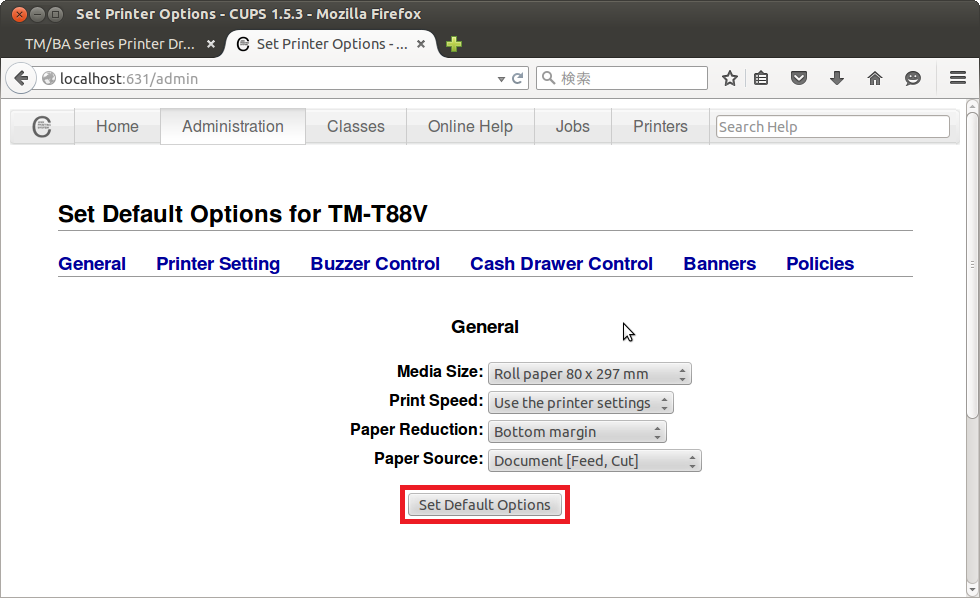 Set Printer Options - CUPS 1.5.3 - Mozilla Firefox
TM/BA Series Printer Dr... Set Printer Options - ...
localhost:631/admin 検索
Home Administration Classes Online Help Jobs Printers Search Help
Set Default Options for TM-T88V
General Printer Setting Buzzer Control Cash Drawer Control Banners Policies
General
Media Size: Roll paper 80 x 297 mm
Print Speed: Use the printer settings
Paper Reduction: Bottom margin
Paper Source: Document [Feed, Cut]
Set Default Options